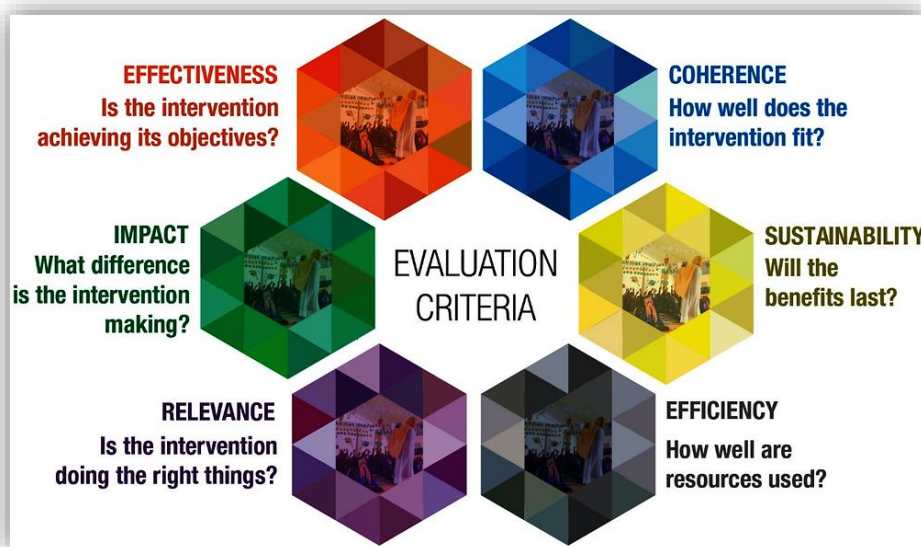 EFFECTIVENESS
Is the intervention
achieving its objectives?
COHERENCE
How well does the
intervention fit?
IMPACT
What difference
is the intervention
making?
EVALUATION
CRITERIA
SUSTAINABILITY
Will the
benefits last?
RELEVANCE
Is the intervention
doing the right things?
EFFICIENCY
How well are
resources used?